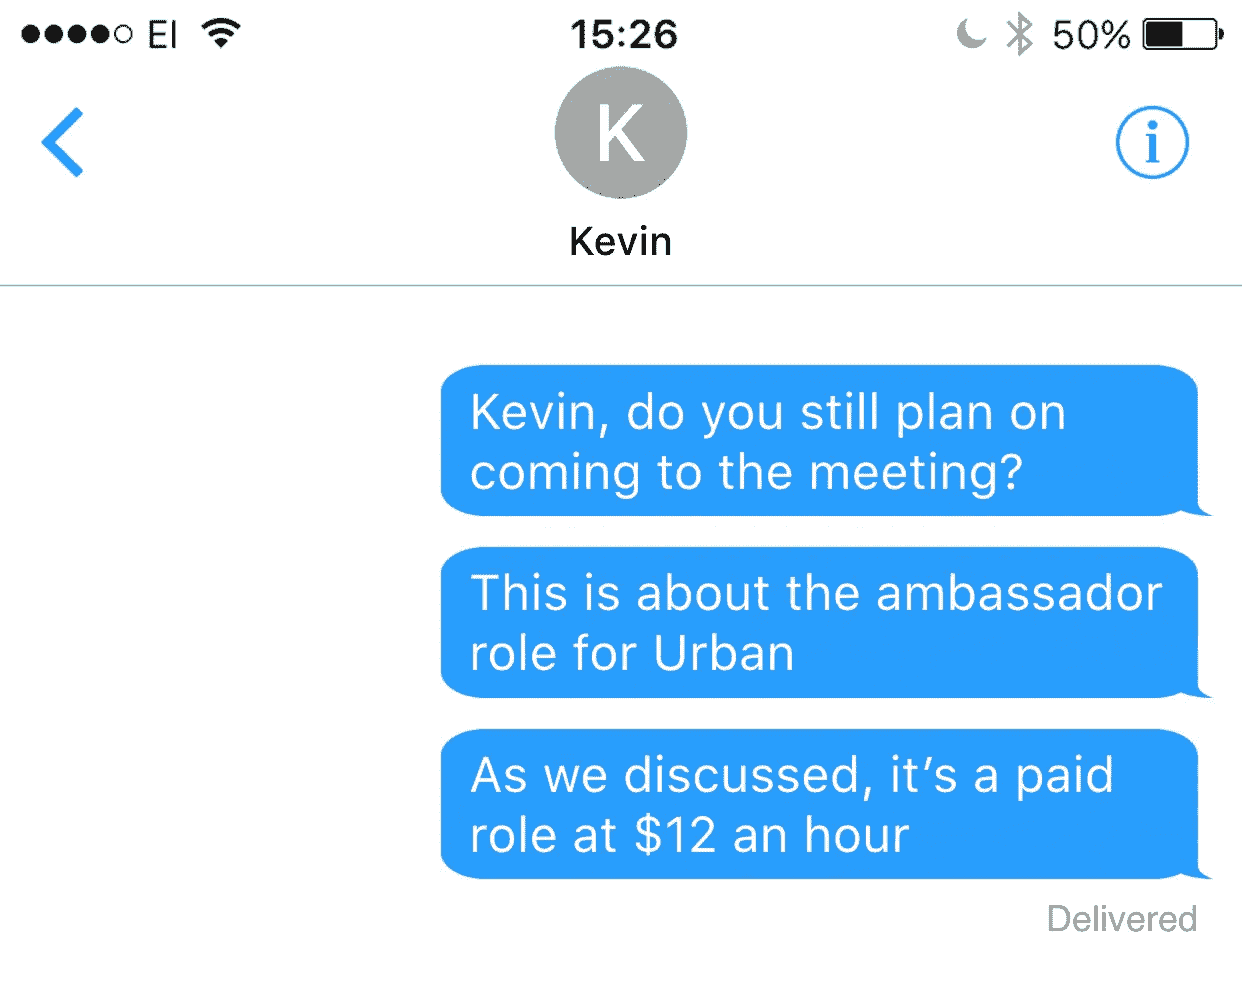 EI 15:26 50%
K
Kevin
Kevin, do you still plan on
coming to the meeting?
This is about the ambassador
role for Urban
As we discussed, it’s a paid
role at $12 an hour
Delivered